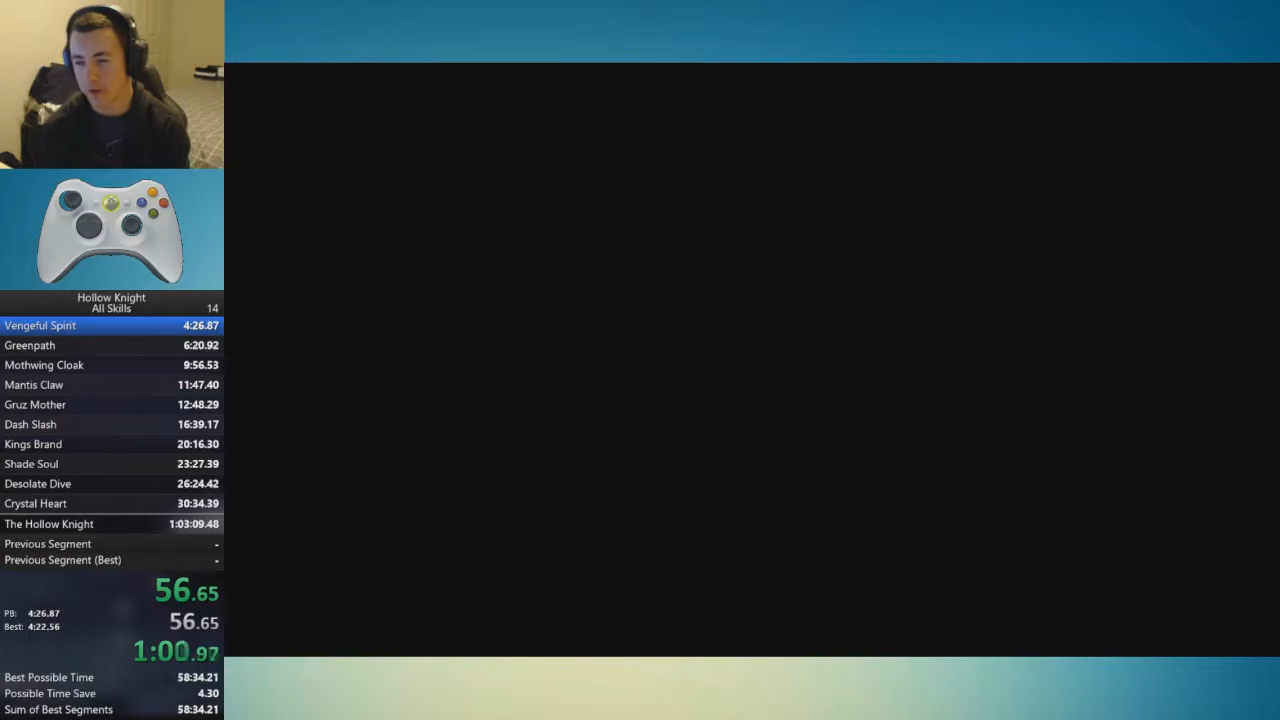 Hollow Knight
All Skills 14
Vengeful Spirit 4:26.87
Greenpath 6:20.92
Mothwing Cloak 9:56.53
Mantis Claw 11:47.40
Gruz Mother 12:48.29
Dash Slash 16:39.17
Kings Brand 20:16.30
Shade Soul 23:27.39
Desolate Dive 26:24.42
Crystal Heart 30:34.39
The Hollow Knight 1:03:09.48
Previous Segment -
Previous Segment (Best) -
56.65
PB: 4:26.87
Best: 4:22.56
56.65
1:00.97
Best Possible Time 58:34.21
Possible Time Save 4.30
Sum of Best Segments 58:34.21